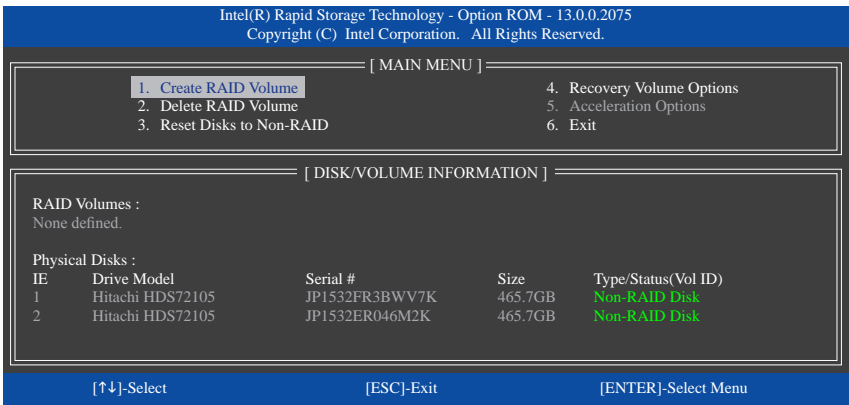 Intel(R) Rapid Storage Technology - Option ROM - 13.0.0.2075
Copyright (C) Intel Corporation. All Rights Reserved.
[ MAIN MENU ]
1. Create RAID Volume
2. Delete RAID Volume
3. Reset Disks to Non-RAID
4. Recovery Volume Options
5. Acceleration Options
6. Exit
[ DISK/VOLUME INFORMATION ]
RAID Volumes :
None defined.
Physical Disks :
IE Drive Model Serial # Size Type/Status(Vol ID)
1 Hitachi HDS72105 JP1532FR3BWV7K 465.7GB Non-RAID Disk
2 Hitachi HDS72105 JP1532ER046M2K 465.7GB Non-RAID Disk
[↑↓]-Select [ESC]-Exit [ENTER]-Select Menu